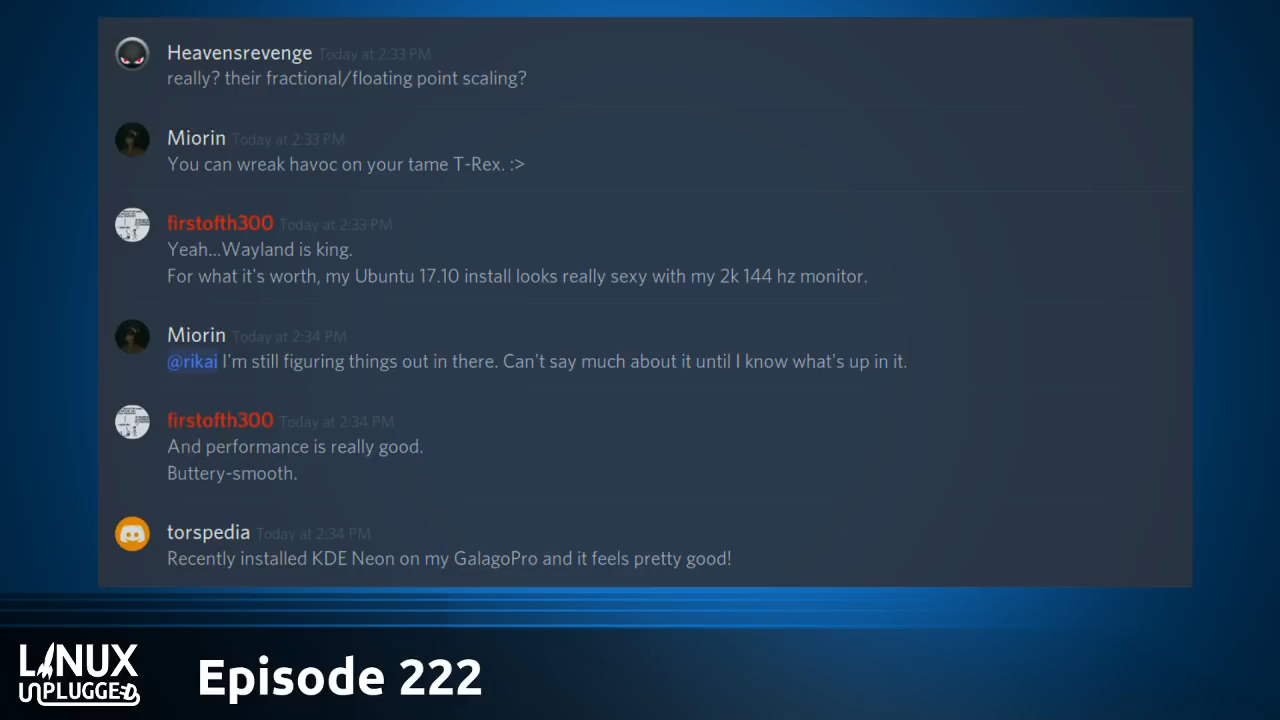 Heavensrevenge Today at 2:33 PM
really? their fractional/floating point scaling?
Miorin Today at 2:33 PM
You can wreak havoc on your tame T-Rex. :>
firstofth300 Today at 2:33 PM
Yeah...Wayland is king.
For what it's worth, my Ubuntu 17.10 install looks really sexy with my 2k 144 hz monitor.
Miorin Today at 2:34 PM
@rikai I'm still figuring things out in there. Can't say much about it until I know what's up in it.
firstofth300 Today at 2:34 PM
And performance is really good.
Buttery-smooth.
torspedia Today at 2:34 PM
Recently installed KDE Neon on my GalagoPro and it feels pretty good!
LINUX
UNPLUGGED
Episode 222